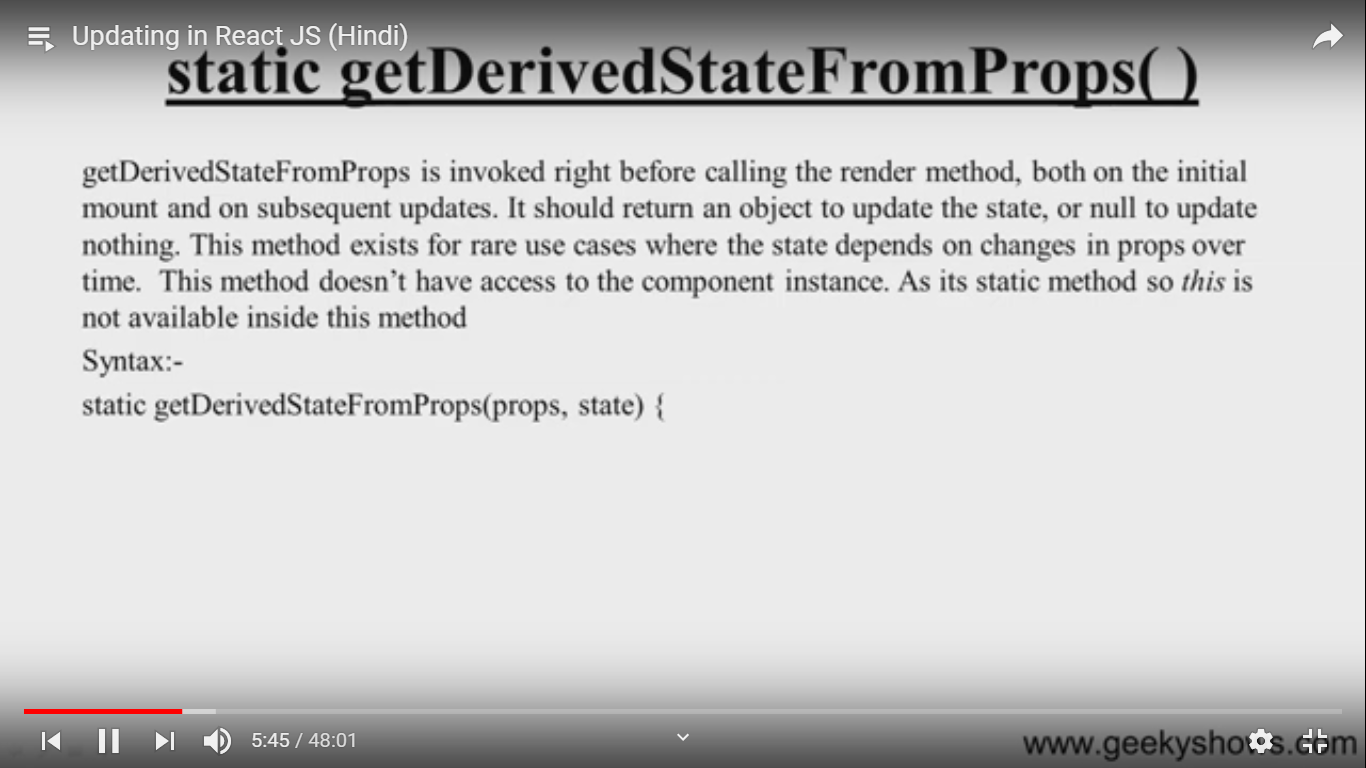 Updating in React JS (Hindi)
static getDerivedStateFromProps( )
getDerivedStateFromProps is invoked right before calling the render method, both on the initial
mount and on subsequent updates. It should return an object to update the state, or null to update
nothing. This method exists for rare use cases where the state depends on changes in props over
time.  This method doesn’t have access to the component instance. As its static method so this is
not available inside this method
Syntax:-
static getDerivedStateFromProps(props, state) {
5:45 / 48:01
www.geekyshows.com